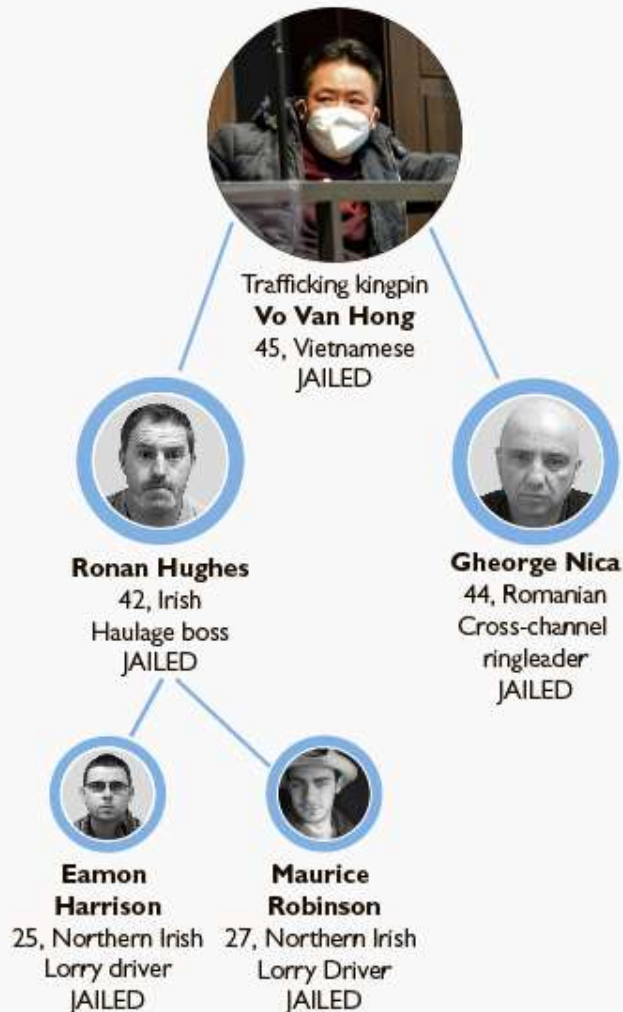 Trafficking kingpin
Vo Van Hong
45, Vietnamese
JAILED
Ronan Hughes
42, Irish
Haulage boss
JAILED
Gheorge Nica
44, Romanian
Cross-channel
ringleader
JAILED
Eamon
Harrison
25, Northern Irish
Lorry driver
JAILED
Maurice
Robinson
27, Northern Irish
Lorry Driver
JAILED